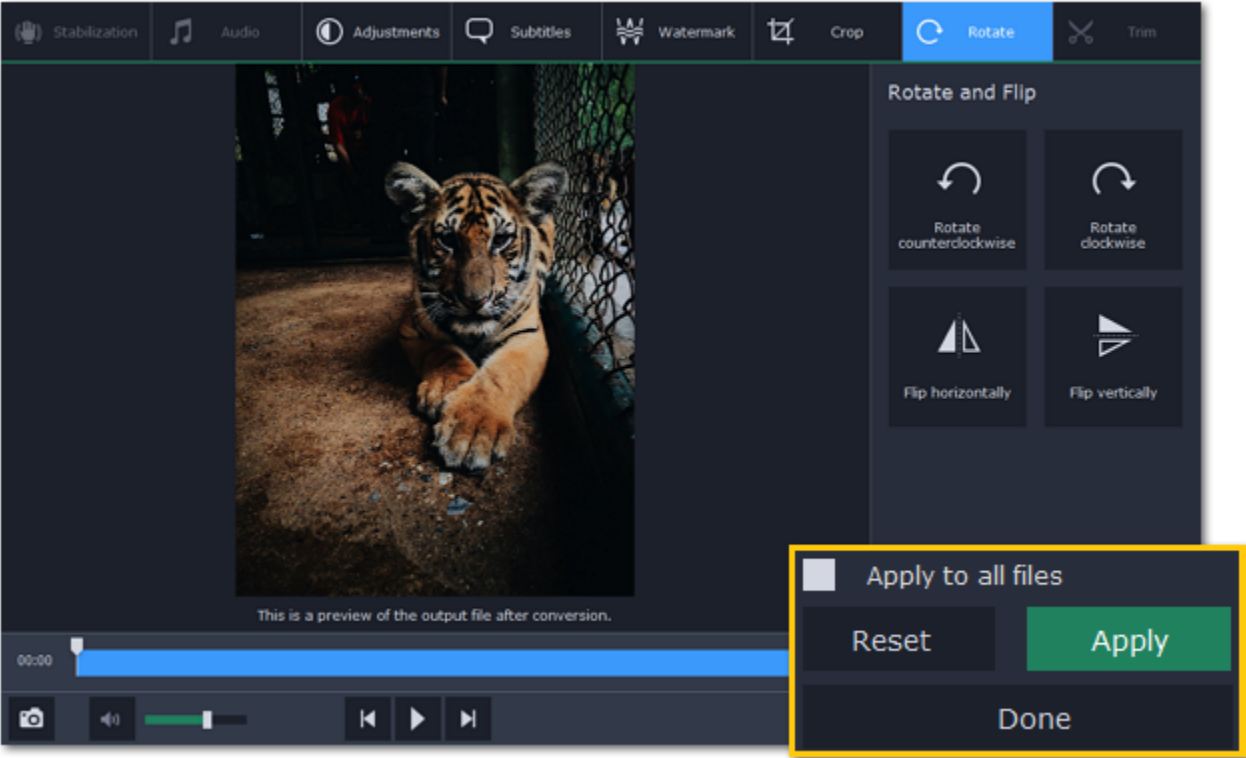 Stabilization
Audio
Adjustments
Subtitles
Watermark
Crop
Rotate
Trim
Rotate and Flip
Rotate
counterclockwise
Rotate
clockwise
Flip horizontally
Flip vertically
This is a preview of the output file after conversion.
00:00
Apply to all files
Reset
Apply
Done